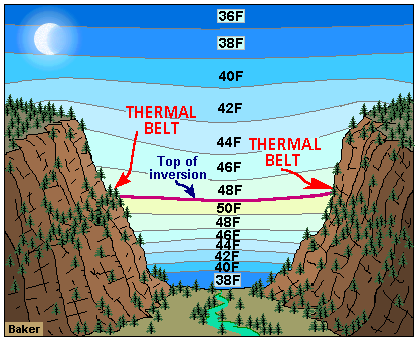 36F
38F
40F
42F
THERMAL
BELT
44F
THERMAL
BELT
Top of
inversion
46F
48F
50F
48F
46F
44F
42F
40F
38F
Baker